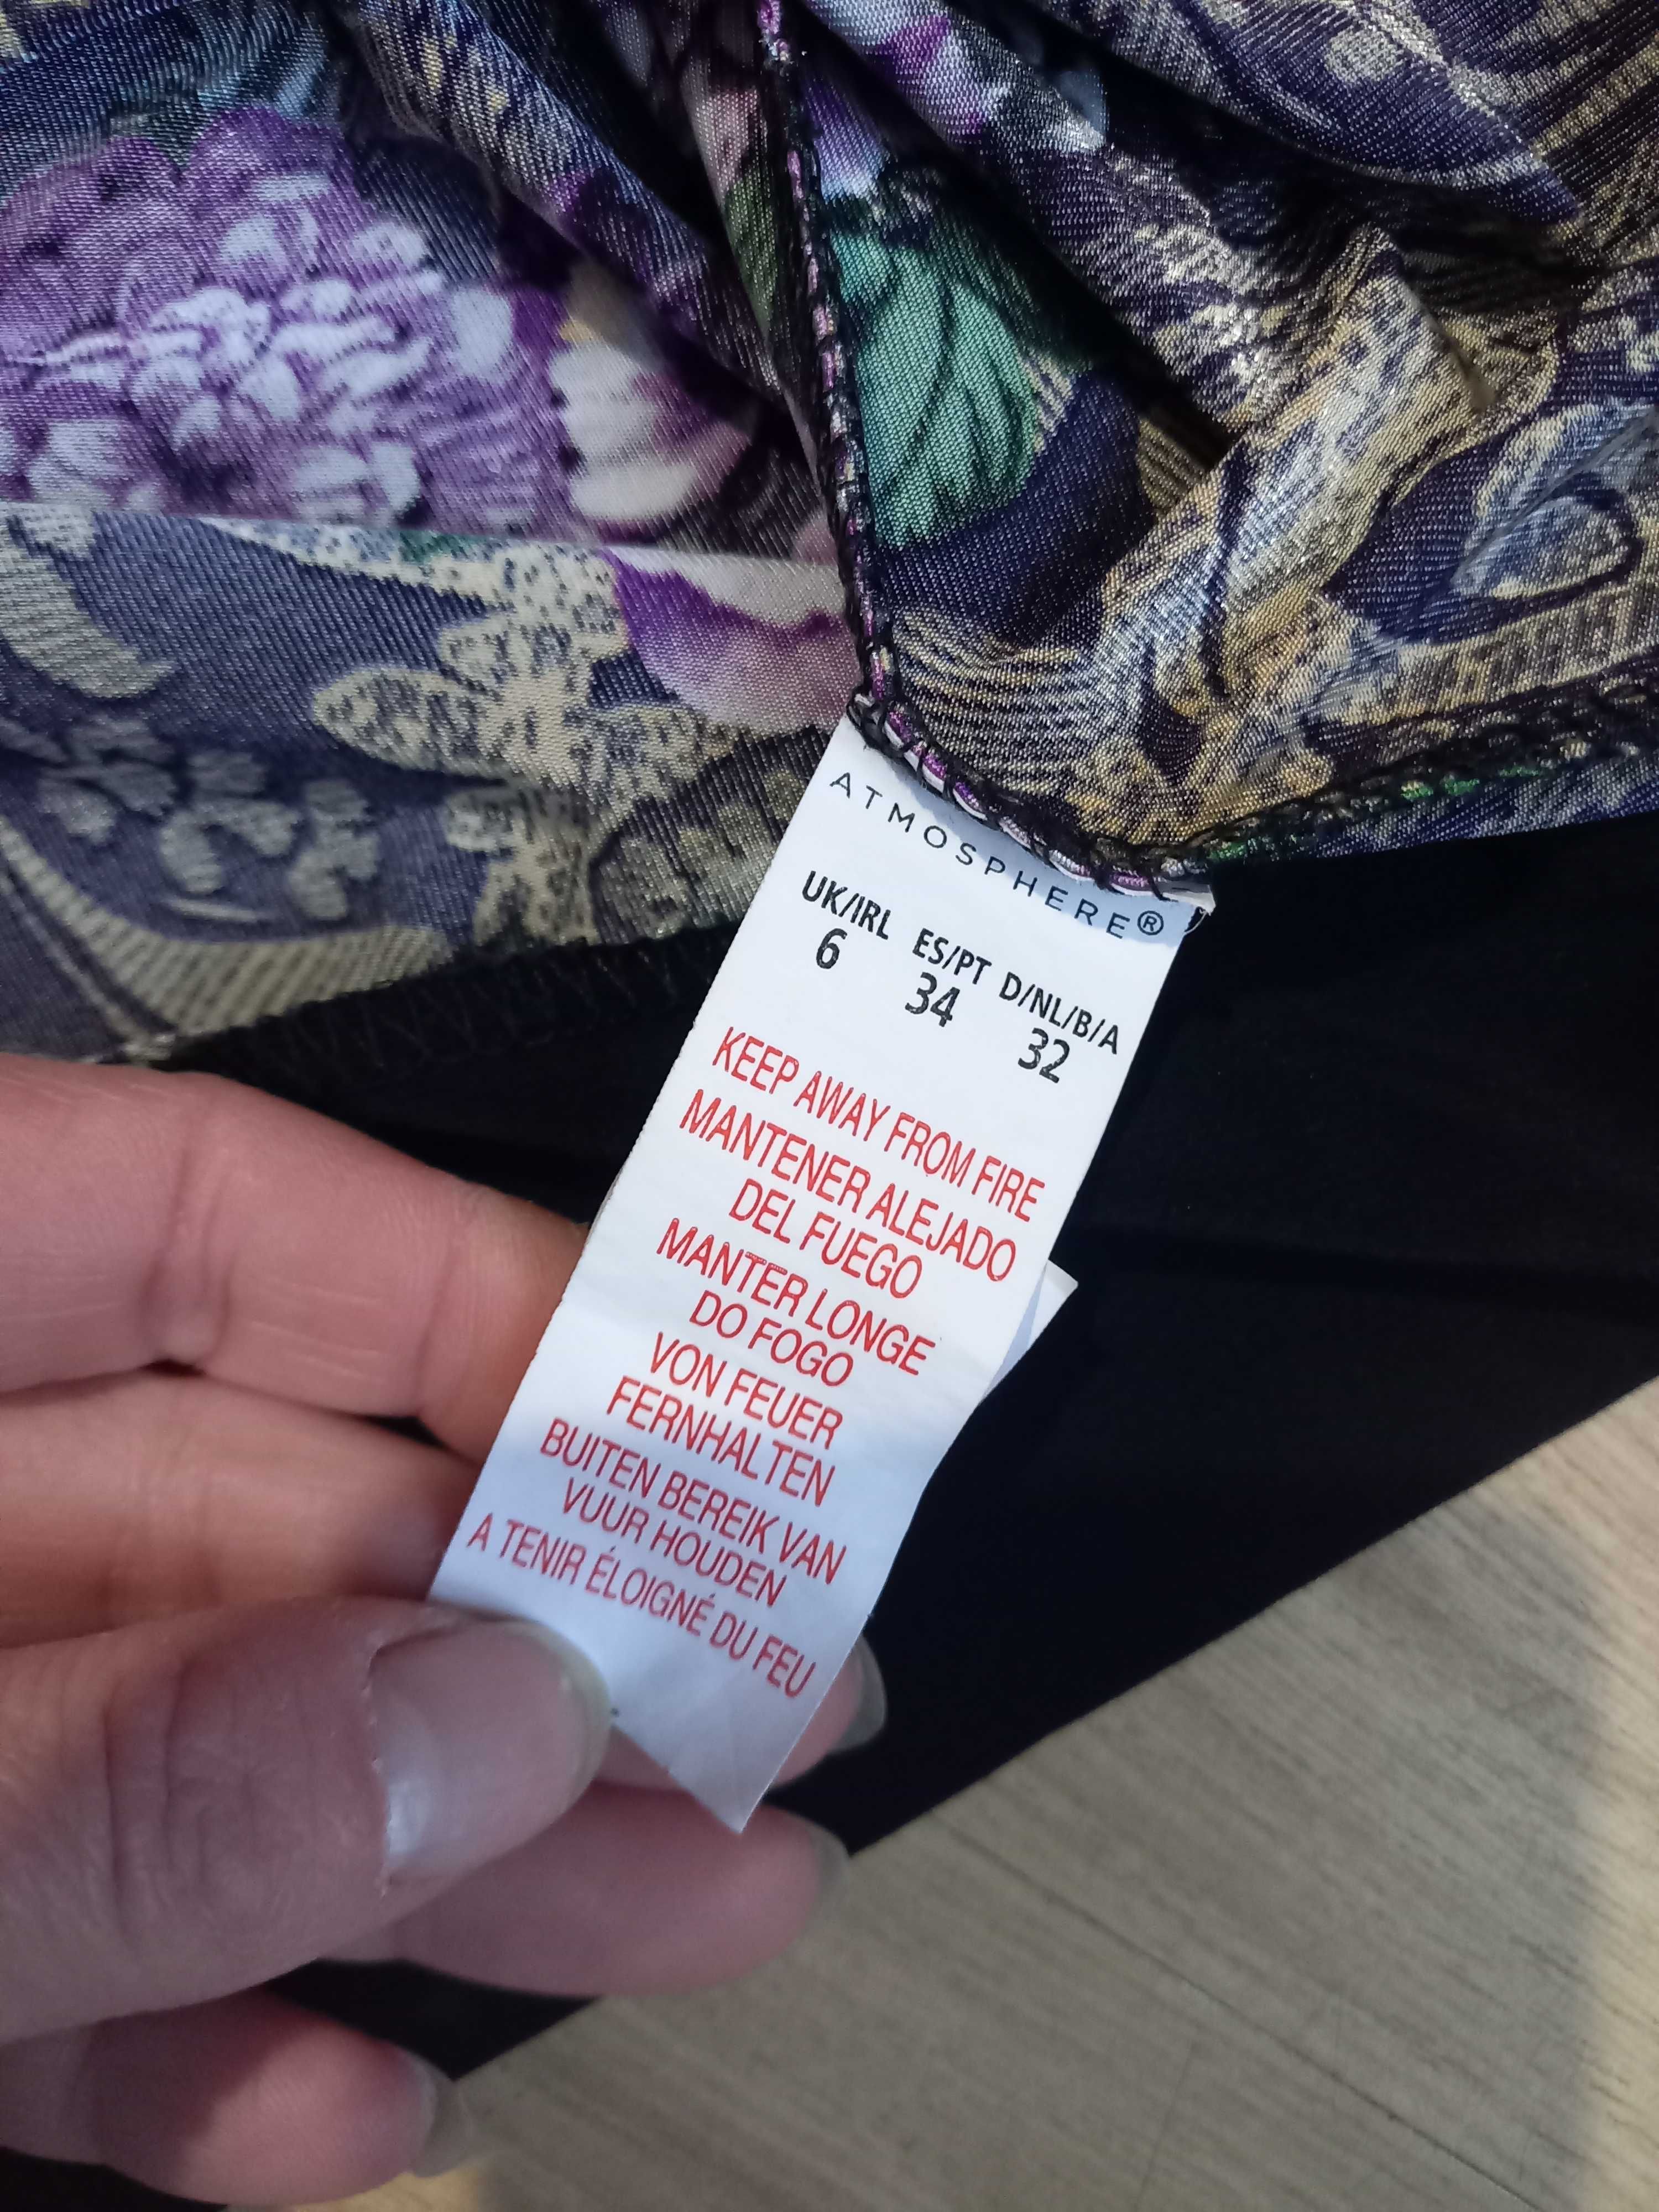 ATMOSPHERE®
UK/IRL ES/PT D/NL/B/A
6 34 32
KEEP AWAY FROM FIRE
MANTENER ALEJADO
DEL FUEGO
MANTER LONGE
DO FOGO
VON FEUER
FERNHALTEN
BUITEN BEREIK VAN
VUUR HOUDEN
A TENIR ÉLOIGNÉ DU FEU